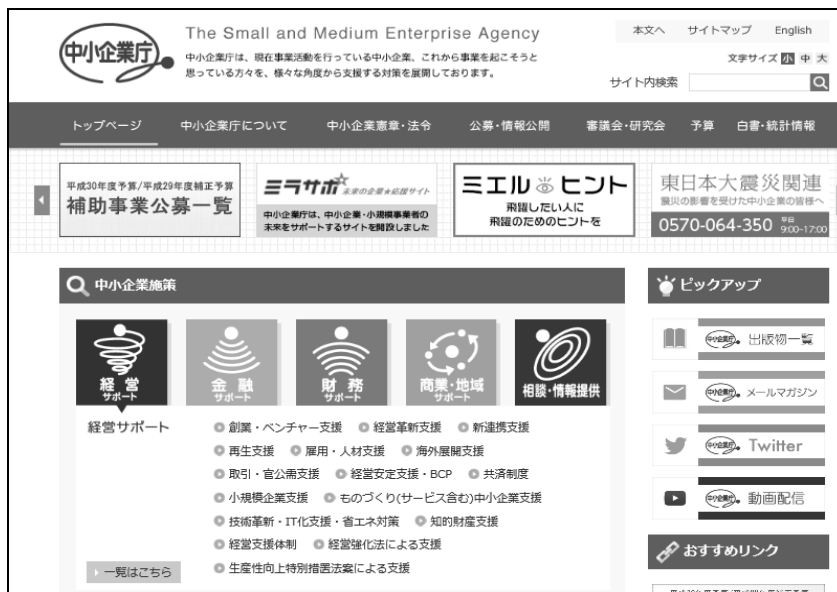 中小企業庁
The Small and Medium Enterprise Agency
中小企業庁は、現在事業活動を行っている中小企業、これから事業を起こそうと
思っている方々を、様々な角度から支援する対策を展開しております。
本文へ サイトマップ English
文字サイズ 小 中 大
サイト内検索
トップページ 中小企業庁について 中小企業憲章・法令 公募・情報公開 審議会・研究会 予算 白書・統計情報
平成30年度予算/平成29年度補正予算
補助事業公募一覧
ミラサポ 未来の企業★応援サイト
中小企業庁は、中小企業・小規模事業者の
未来をサポートするサイトを開設しました
ミエル ヒント
飛躍したい人に
飛躍のためのヒントを
東日本大震災関連
震災の影響を受けた中小企業の皆様へ
0570-064-350 平日 9:00-17:00
中小企業施策
経営 サポート
金融 サポート
財務 サポート
商業・地域 サポート
相談・情報提供
経営サポート
創業・ベンチャー支援 経営革新支援 新連携支援
再生支援 雇用・人材支援 海外展開支援
取引・官公需支援 経営安定支援・BCP 共済制度
小規模企業支援 ものづくり(サービス含む)中小企業支援
技術革新・IT化支援・省エネ対策 知的財産支援
経営支援体制 経営強化法による支援
生産性向上特別措置法案による支援
一覧はこちら
ピックアップ
中小企業庁 出版物一覧
中小企業庁 メールマガジン
中小企業庁 Twitter
中小企業庁 動画配信
おすすめリンク